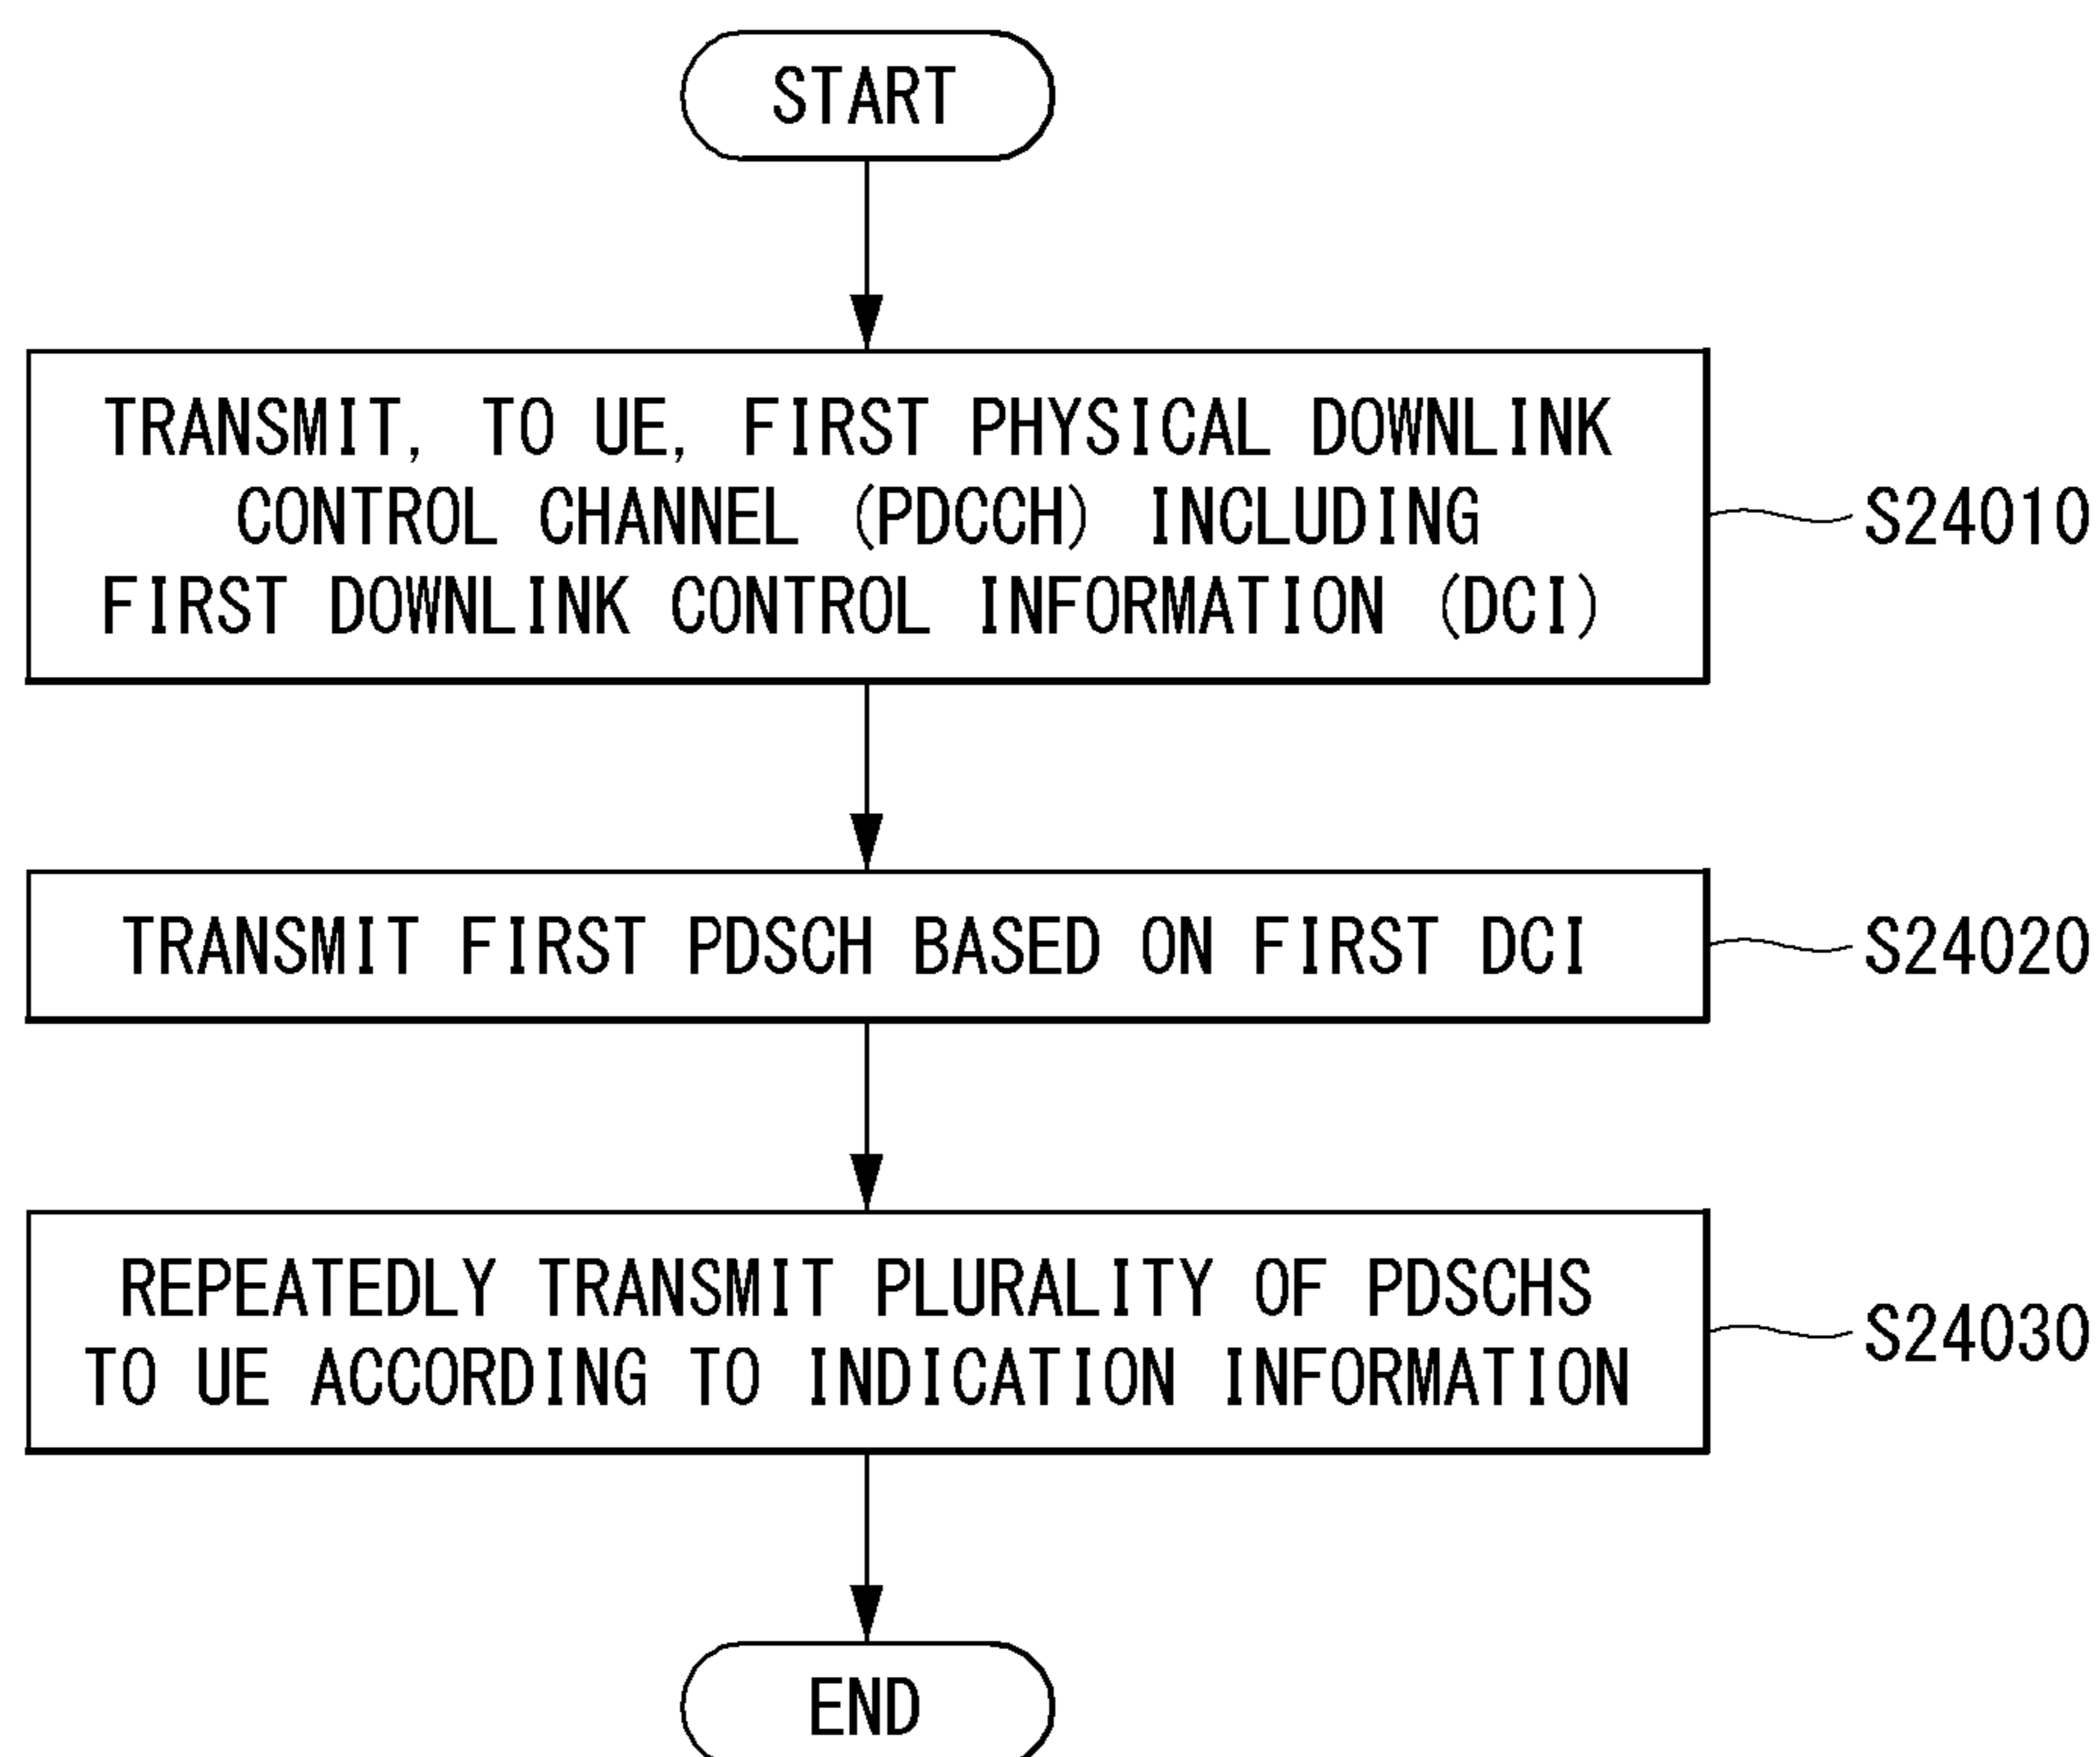 START
TRANSMIT, TO UE, FIRST PHYSICAL DOWNLINK
CONTROL CHANNEL (PDCCH) INCLUDING
FIRST DOWNLINK CONTROL INFORMATION (DCI)
S24010
TRANSMIT FIRST PDSCH BASED ON FIRST DCI
S24020
REPEATEDLY TRANSMIT PLURALITY OF PDSCHS
TO UE ACCORDING TO INDICATION INFORMATION
S24030
END